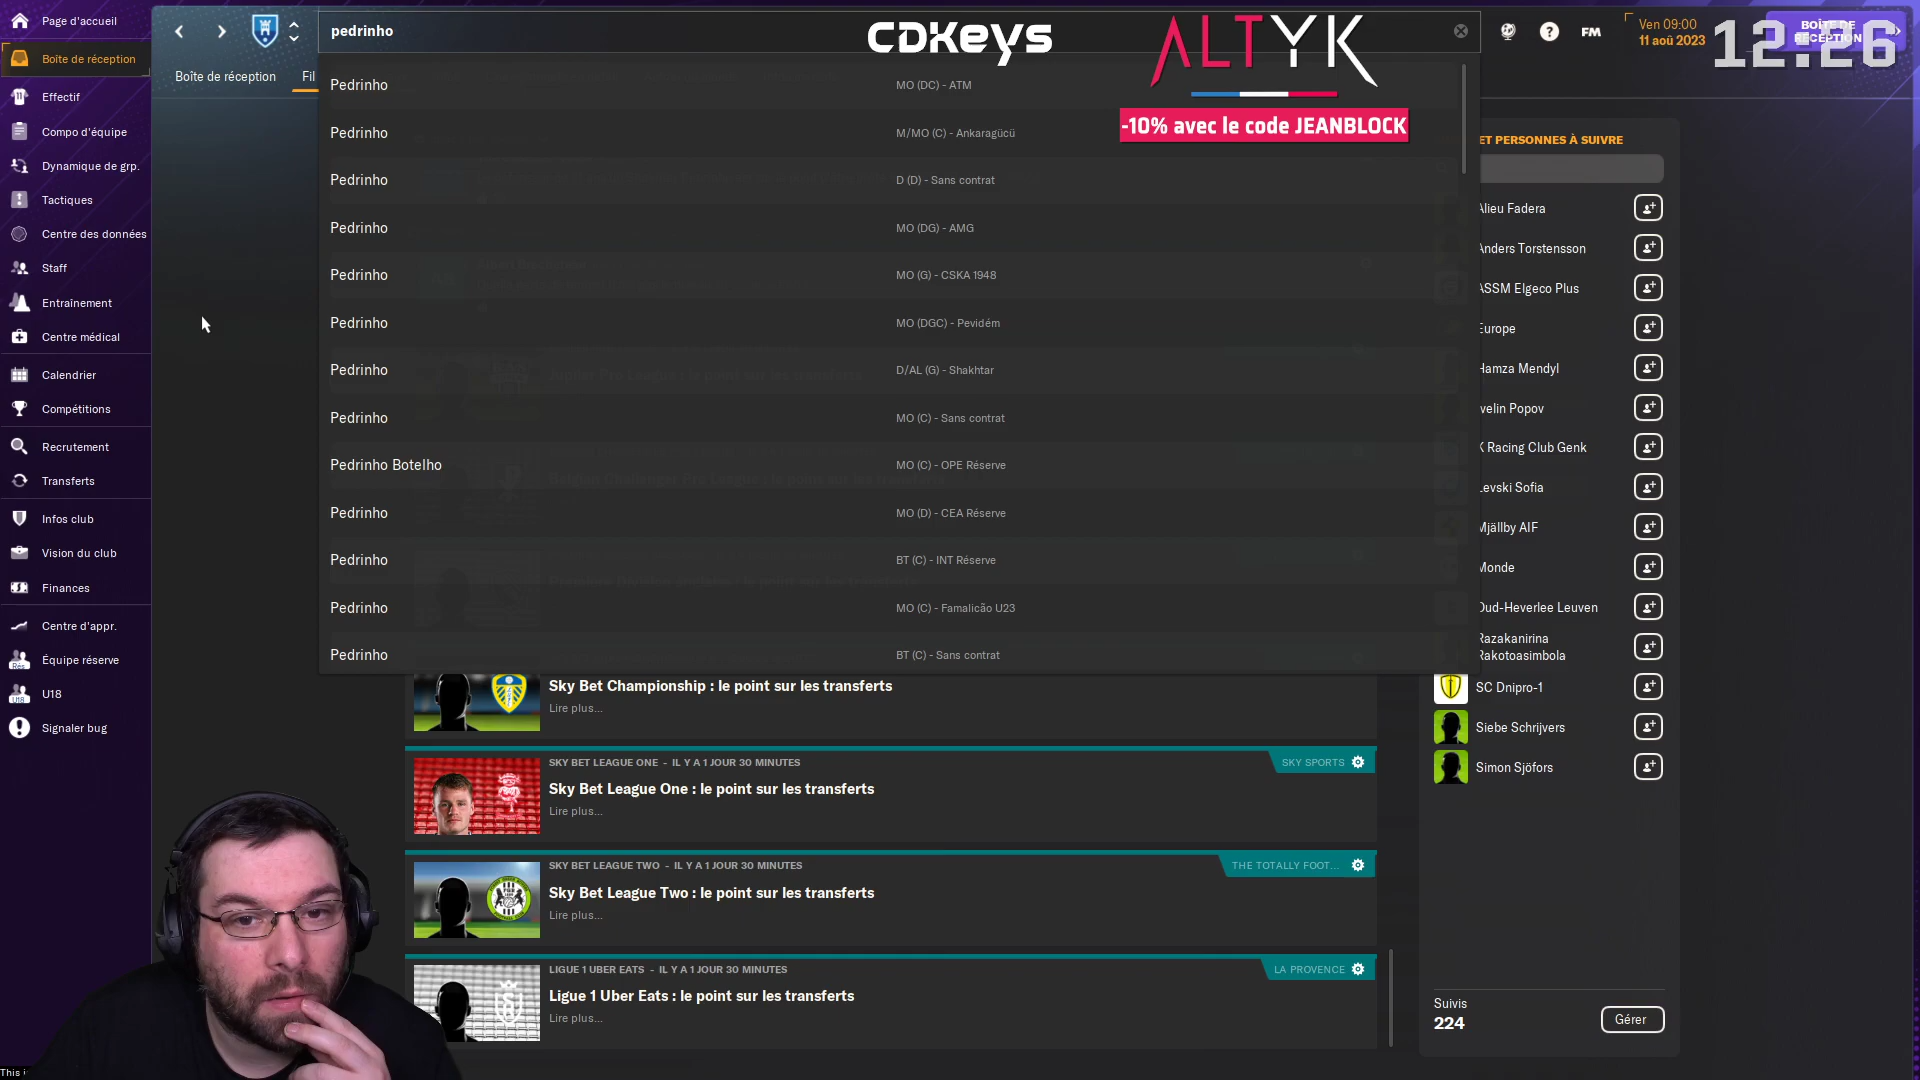 Page d'accueil
Boîte de réception
Effectif
Compo d'équipe
Dynamique de grp.
Tactiques
Centre des données
Staff
Entraînement
Centre médical
Calendrier
Compétitions
Recrutement
Transferts
Infos club
Vision du club
Finances
Centre d'appr.
Équipe réserve
U18
Signaler bug
This i
pedrinho
Boîte de réception
Fil
CDKeys
ALTYK
-10% avec le code JEANBLOCK
FM
Ven 09:00
11 aoû 2023
BOÎTE DE
RÉCEPTION
12:26
Pedrinho MO (DC) - ATM
Pedrinho M/MO (C) - Ankaragücü
Pedrinho D (D) - Sans contrat
Pedrinho MO (DG) - AMG
Pedrinho MO (G) - CSKA 1948
Pedrinho MO (DGC) - Pevidém
Pedrinho D/AL (G) - Shakhtar
Pedrinho MO (C) - Sans contrat
Pedrinho Botelho MO (C) - OPE Réserve
Pedrinho MO (D) - CEA Réserve
Pedrinho BT (C) - INT Réserve
Pedrinho MO (C) - Famalicão U23
Pedrinho BT (C) - Sans contrat
Sky Bet Championship : le point sur les transferts
Lire plus...
SKY BET LEAGUE ONE - IL Y A 1 JOUR 30 MINUTES
SKY SPORTS
Sky Bet League One : le point sur les transferts
Lire plus...
SKY BET LEAGUE TWO - IL Y A 1 JOUR 30 MINUTES
THE TOTALLY FOOT...
Sky Bet League Two : le point sur les transferts
Lire plus...
LIGUE 1 UBER EATS - IL Y A 1 JOUR 30 MINUTES
LA PROVENCE
Ligue 1 Uber Eats : le point sur les transferts
Lire plus...
ET PERSONNES À SUIVRE
Alieu Fadera
Anders Torstensson
ASSM Elgeco Plus
Europe
Hamza Mendyl
Ivelin Popov
K Racing Club Genk
Levski Sofia
Mjällby AIF
Monde
Oud-Heverlee Leuven
Razakanirina
Rakotoasimbola
SC Dnipro-1
Siebe Schrijvers
Simon Sjöfors
Suivis
224
Gérer